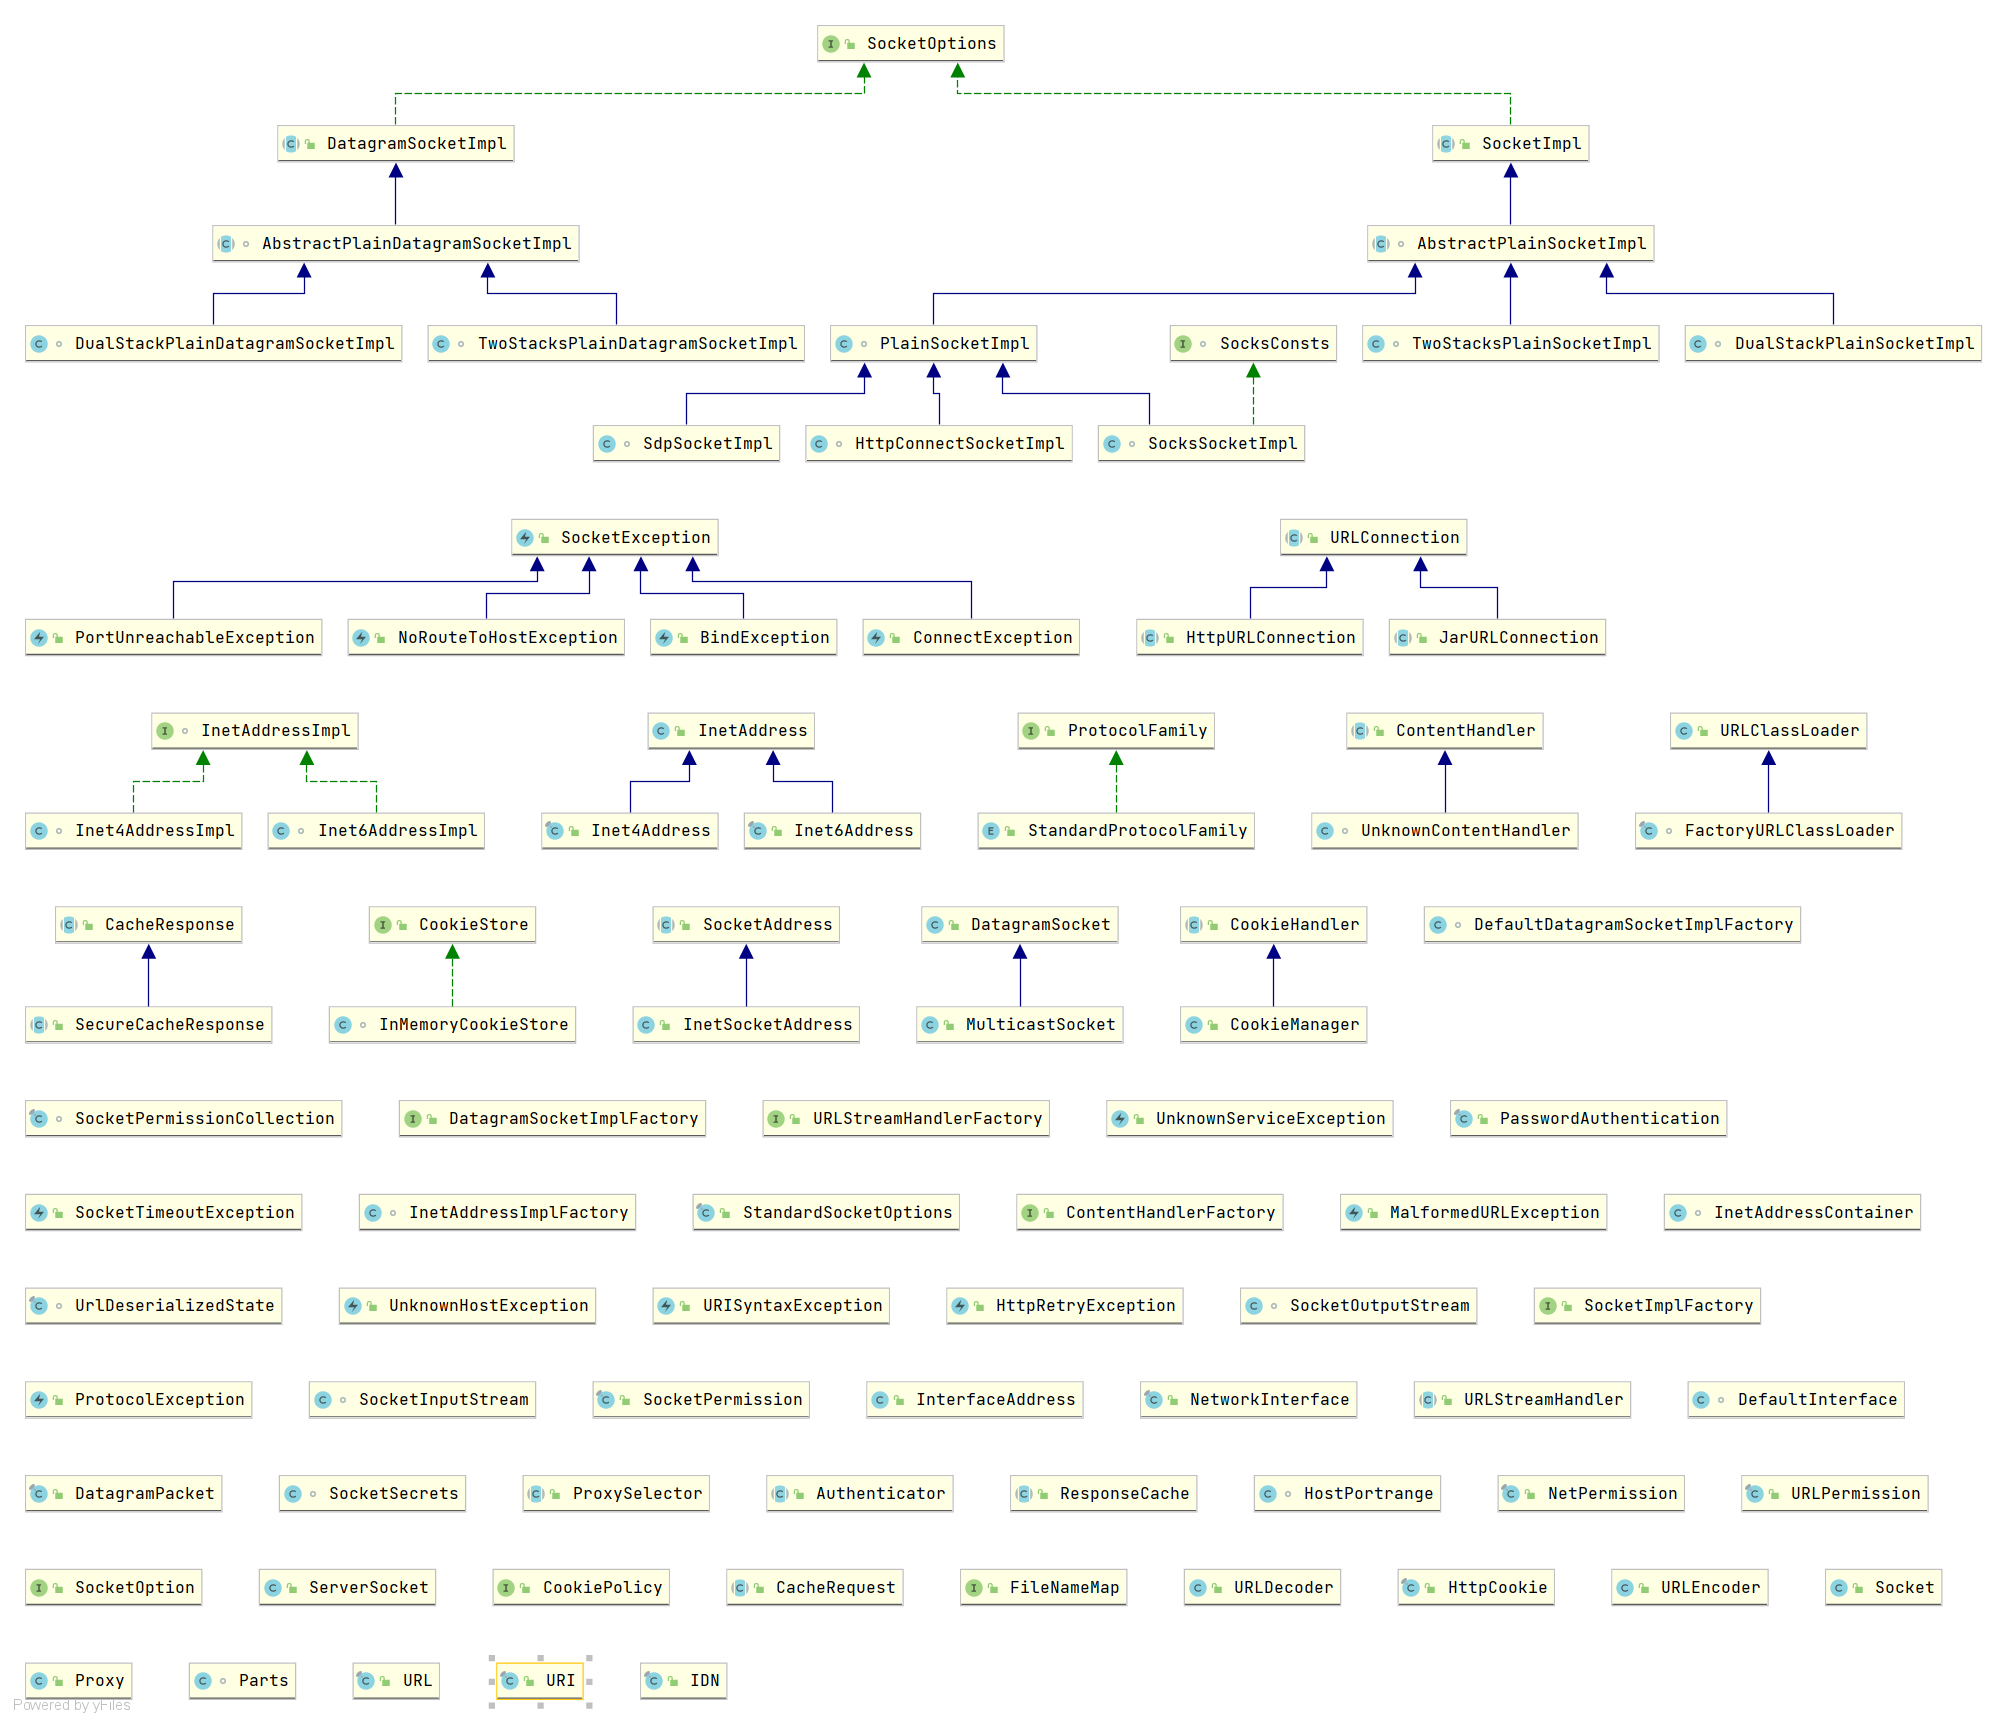 SocketOptions
DatagramSocketImpl
SocketImpl
AbstractPlainDatagramSocketImpl
AbstractPlainSocketImpl
DualStackPlainDatagramSocketImpl
TwoStacksPlainDatagramSocketImpl
PlainSocketImpl
SocksConsts
TwoStacksPlainSocketImpl
DualStackPlainSocketImpl
SdpSocketImpl
HttpConnectSocketImpl
SocksSocketImpl
SocketException
URLConnection
PortUnreachableException
NoRouteToHostException
BindException
ConnectException
HttpURLConnection
JarURLConnection
InetAddressImpl
InetAddress
ProtocolFamily
ContentHandler
URLClassLoader
Inet4AddressImpl
Inet6AddressImpl
Inet4Address
Inet6Address
StandardProtocolFamily
UnknownContentHandler
FactoryURLClassLoader
CacheResponse
CookieStore
SocketAddress
DatagramSocket
CookieHandler
DefaultDatagramSocketImplFactory
SecureCacheResponse
InMemoryCookieStore
InetSocketAddress
MulticastSocket
CookieManager
SocketPermissionCollection
DatagramSocketImplFactory
URLStreamHandlerFactory
UnknownServiceException
PasswordAuthentication
SocketTimeoutException
InetAddressImplFactory
StandardSocketOptions
ContentHandlerFactory
MalformedURLException
InetAddressContainer
UrlDeserializedState
UnknownHostException
URISyntaxException
HttpRetryException
SocketOutputStream
SocketImplFactory
ProtocolException
SocketInputStream
SocketPermission
InterfaceAddress
NetworkInterface
URLStreamHandler
DefaultInterface
DatagramPacket
SocketSecrets
ProxySelector
Authenticator
ResponseCache
HostPortrange
NetPermission
URLPermission
SocketOption
ServerSocket
CookiePolicy
CacheRequest
FileNameMap
URLDecoder
HttpCookie
URLEncoder
Socket
Proxy
Parts
URL
URI
IDN
Powered by yFiles